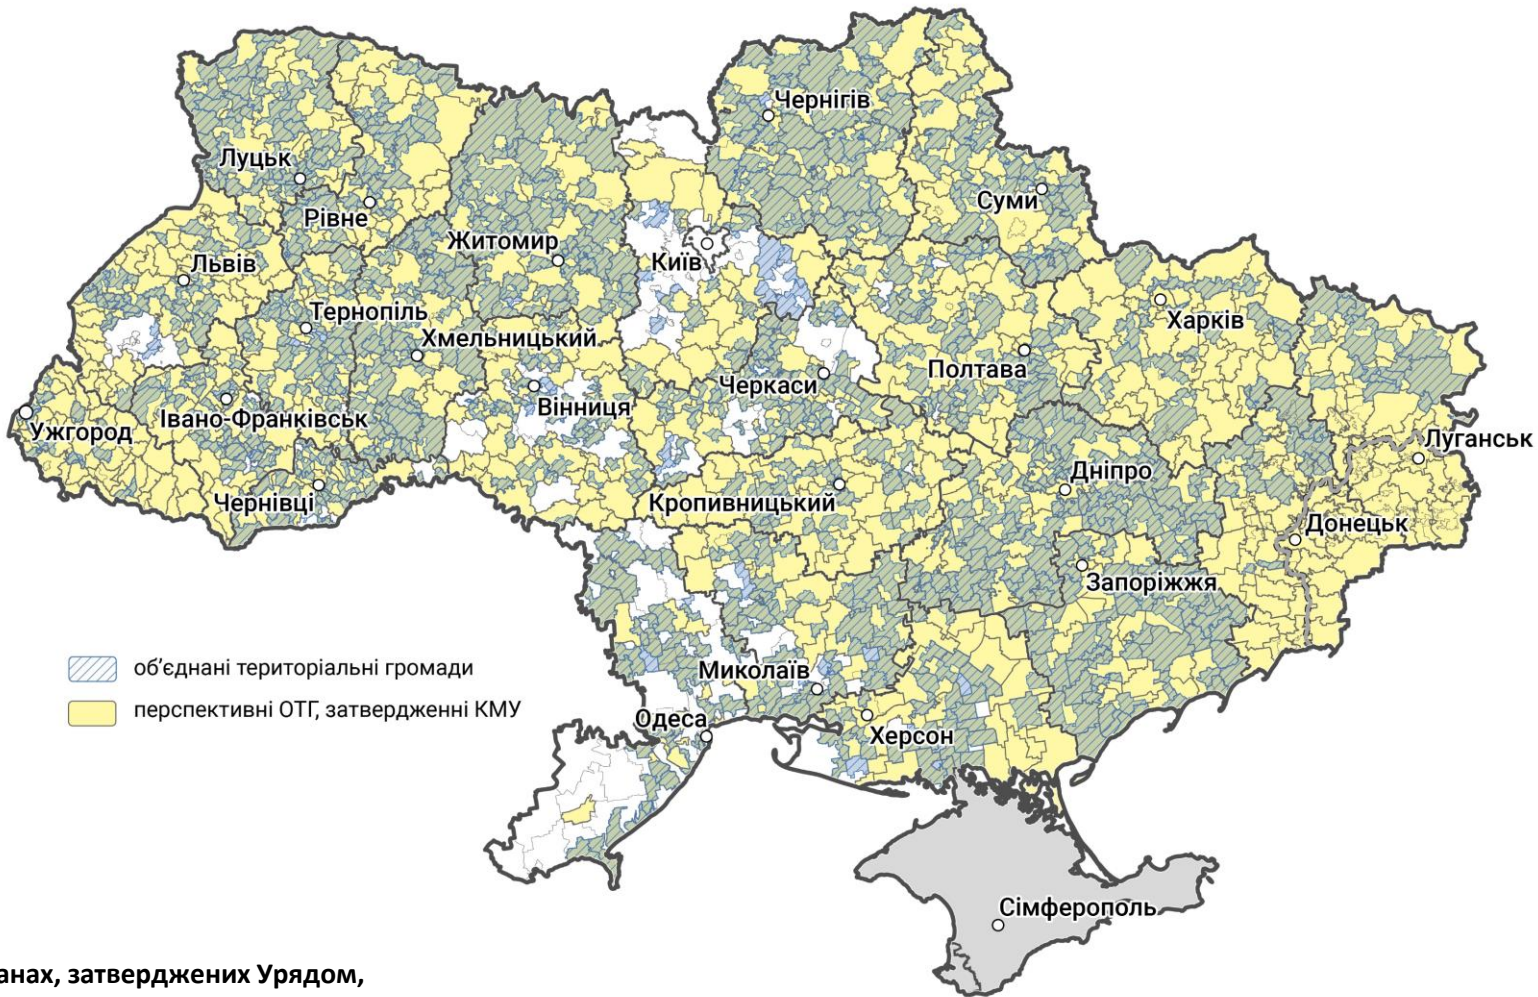 Чернігів
Луцьк
Суми
Рівне
Житомир
Київ
Львів
Тернопіль
Харків
Хмельницький
Полтава
Черкаси
Вінниця
Івано-Франківськ
Ужгород
Луганськ
Дніпро
Чернівці
Кропивницький
Донецьк
Запоріжжя
об’єднані територіальні громади
Миколаїв
перспективні ОТГ, затвердженні КМУ
Одеса
Херсон
Сімферополь
анах, затверджених Урядом,